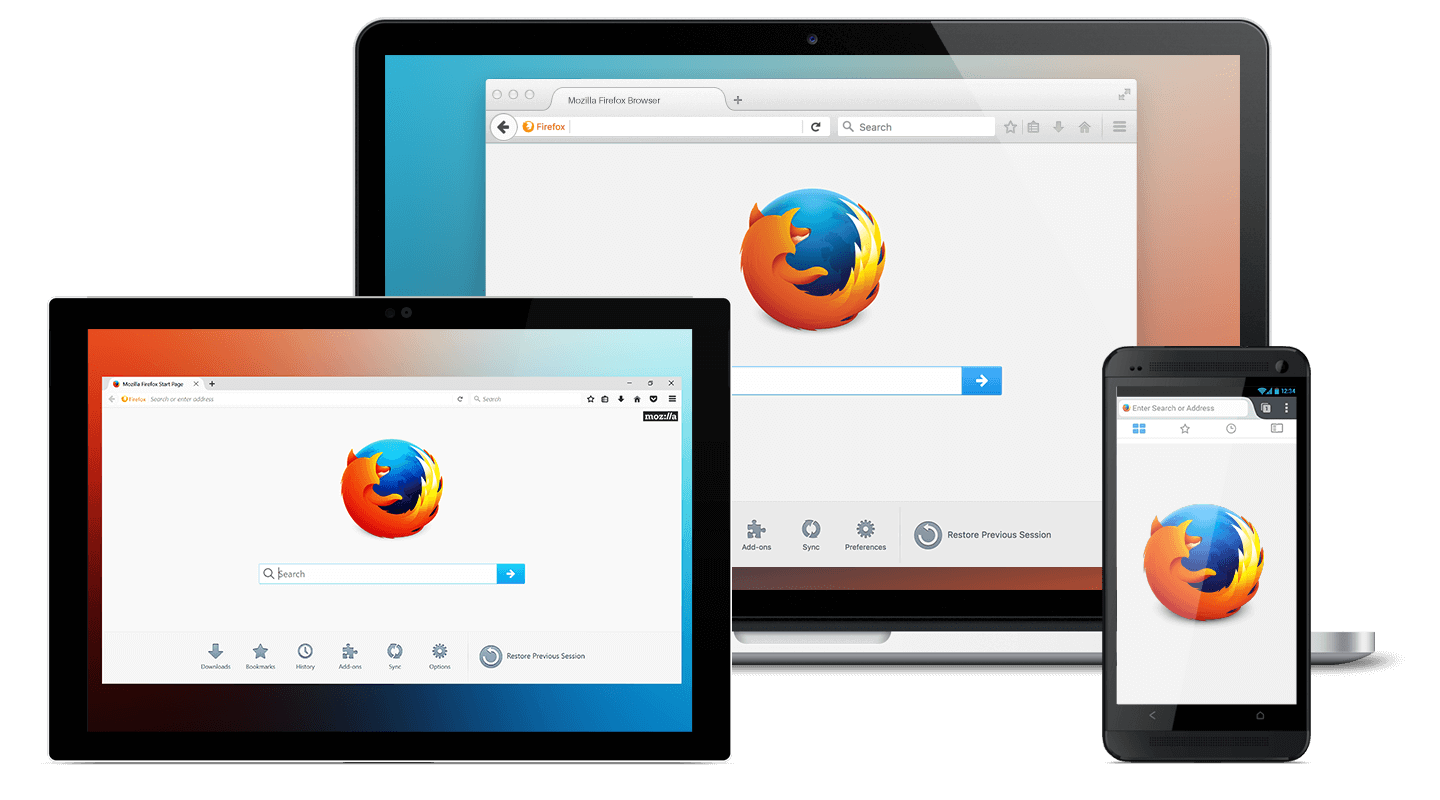 Mozilla Firefox Browser
Firefox
Search
Add-ons
Sync
Preferences
Restore Previous Session
Mozilla Firefox Start Page
Firefox
Search or enter address
Search
moz://a
Search
Downloads
Bookmarks
History
Add-ons
Sync
Options
Restore Previous Session
12:34
Enter Search or Address
1